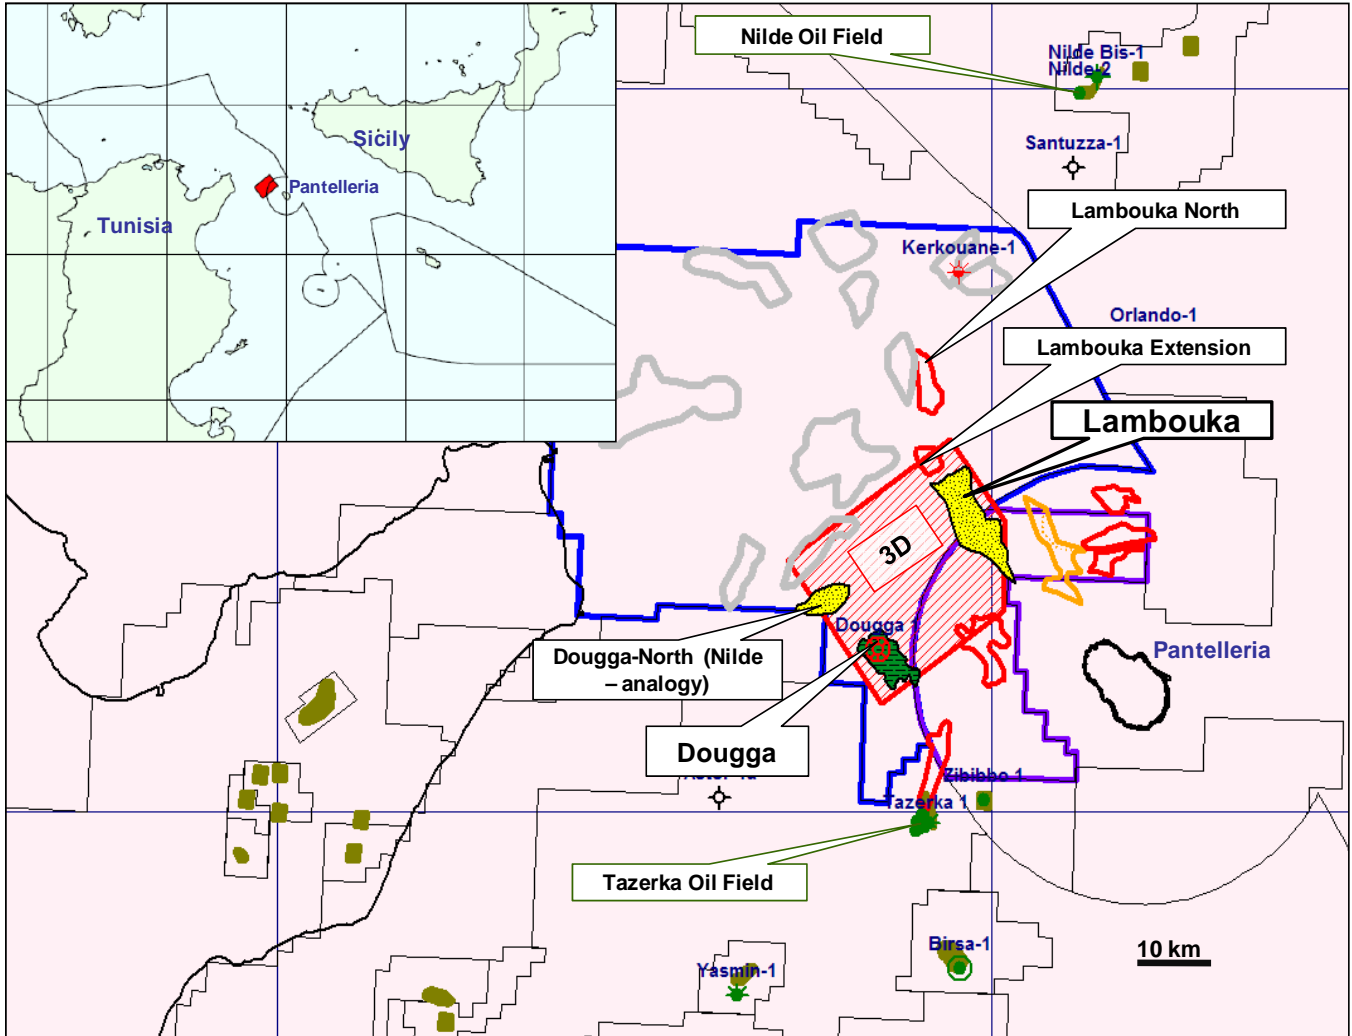 Nilde Oil Field
Nilde Bis-1
Nilde-2
Sicily
Santuzza-1
Pantelleria
Tunisia
Lambouka North
Kerkouane-1
Orlando-1
Lambouka Extension
Lambouka
3D
Dougga
Dougga-North (Nilde
– analogy)
Pantelleria
Dougga
Zibibbo 1
Tazerka 1
Tazerka Oil Field
Birsa-1
10 km
Yasmin-1